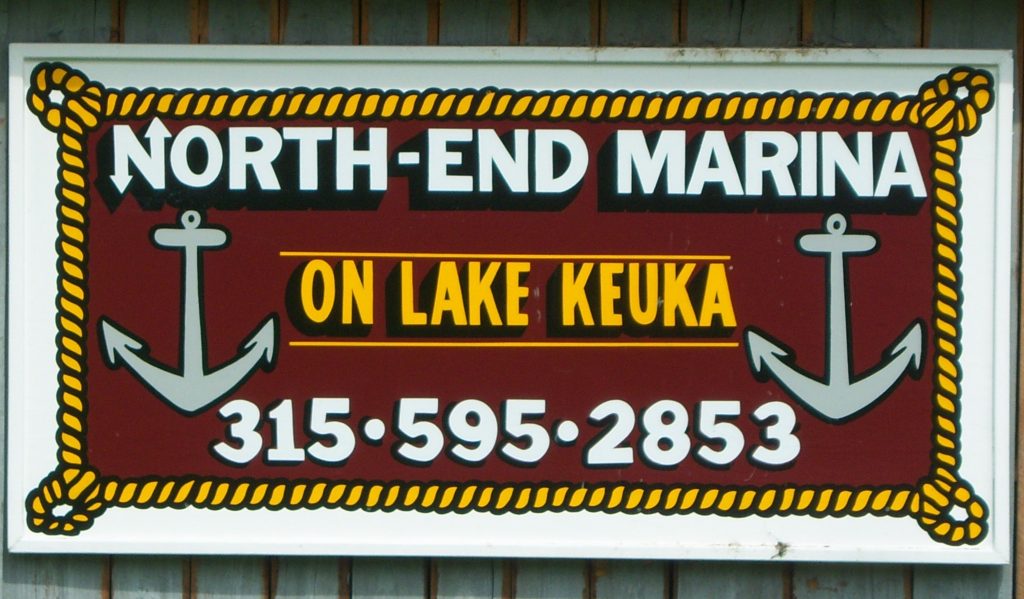 NORTH-END MARINA
ON LAKE KEUKA
315•595•2853